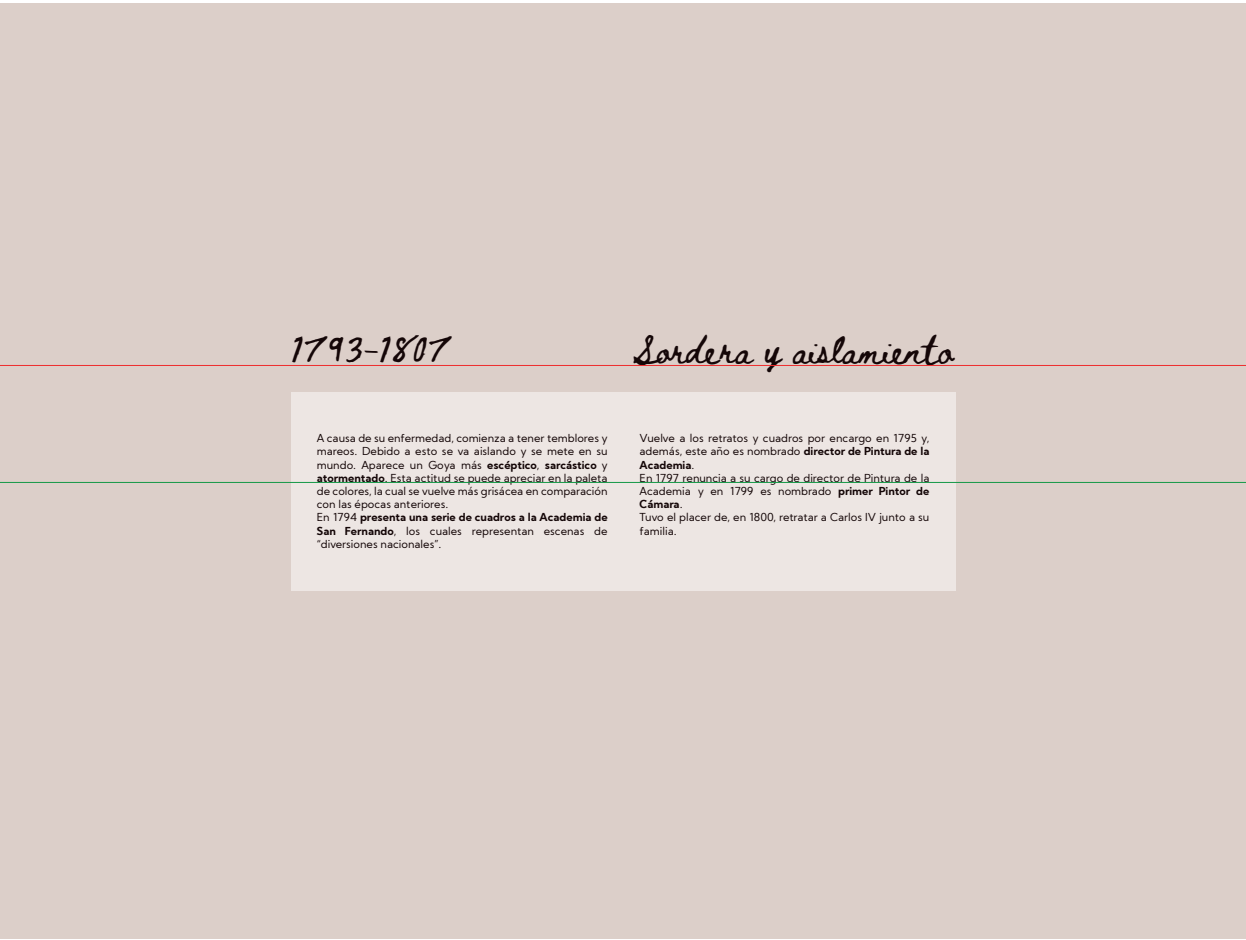 1793-1807
Sordera y aislamiento
A causa de su enfermedad, comienza a tener temblores y
mareos. Debido a esto se va aislando y se mete en su
mundo. Aparece un Goya más escéptico, sarcástico y
atormentado. Esta actitud se puede apreciar en la paleta
de colores, la cual se vuelve más grisácea en comparación
con las épocas anteriores.
En 1794 presenta una serie de cuadros a la Academia de
San Fernando, los cuales representan escenas de
“diversiones nacionales”.
Vuelve a los retratos y cuadros por encargo en 1795 y,
además, este año es nombrado director de Pintura de la
Academia.
En 1797 renuncia a su cargo de director de Pintura de la
Academia y en 1799 es nombrado primer Pintor de
Cámara.
Tuvo el placer de, en 1800, retratar a Carlos IV junto a su
familia.